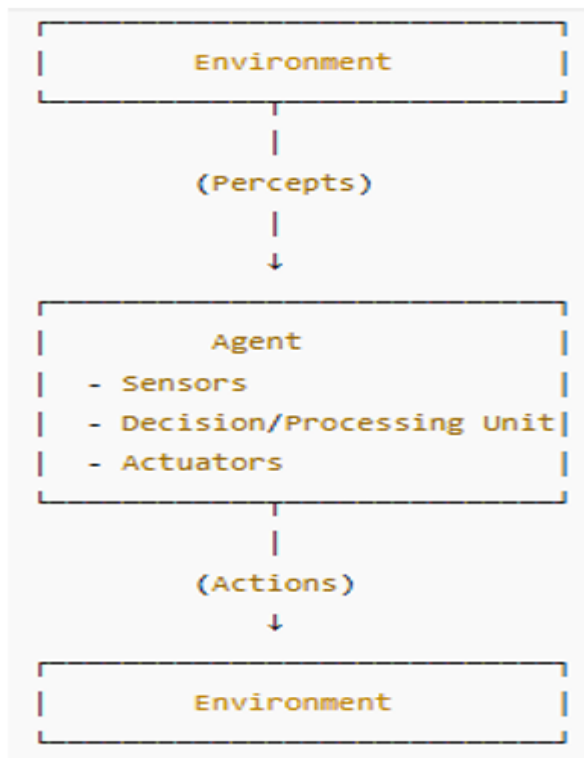 Environment
(Percepts)
↓
Agent
- Sensors
- Decision/Processing Unit
- Actuators
(Actions)
↓
Environment